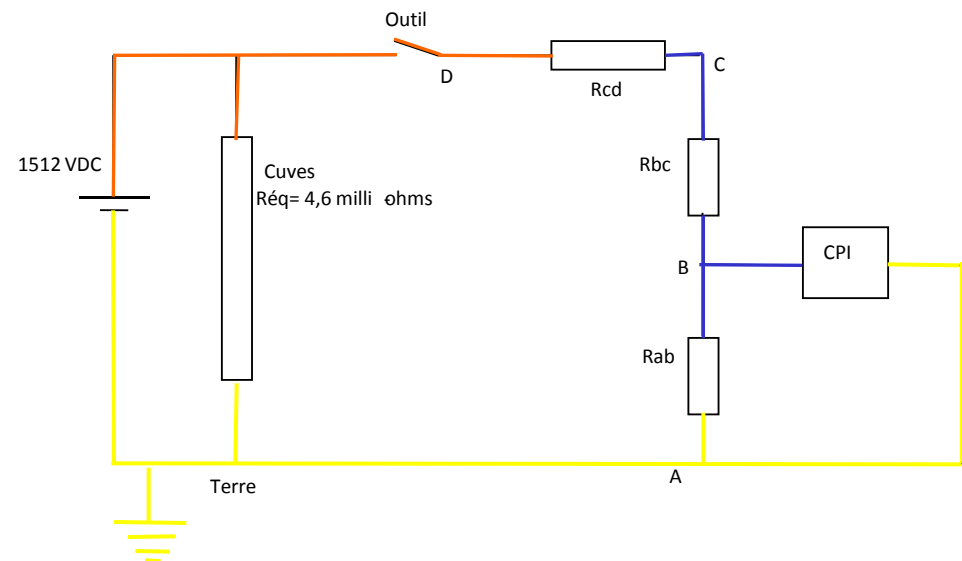 Outil
D
C
Rcd
1512 VDC
Cuves
Réq= 4,6 milli ohms
Rbc
CPI
B
Rab
A
Terre